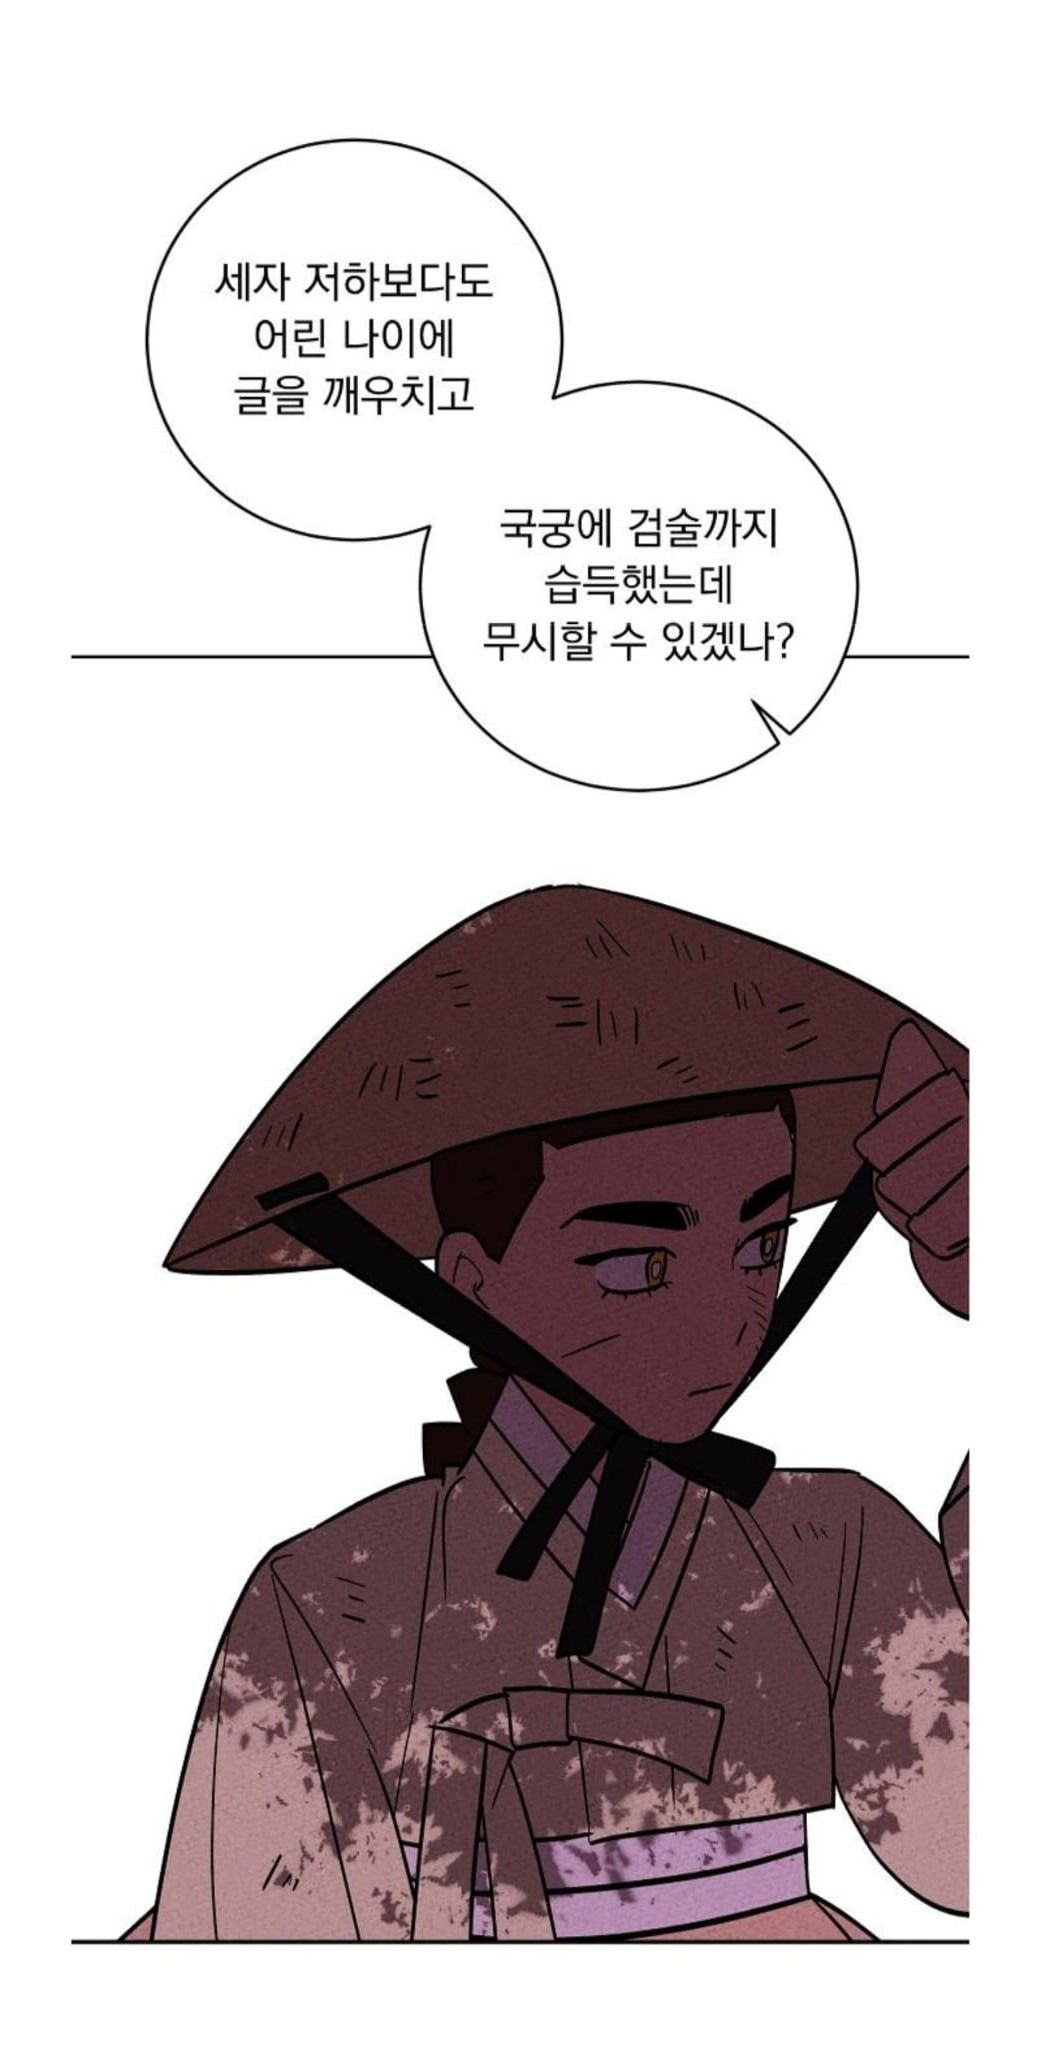 세자 저하보다도
어린 나이에
글을 깨우치고
국궁에 검술까지
습득했는데
무시할 수 있겠나?